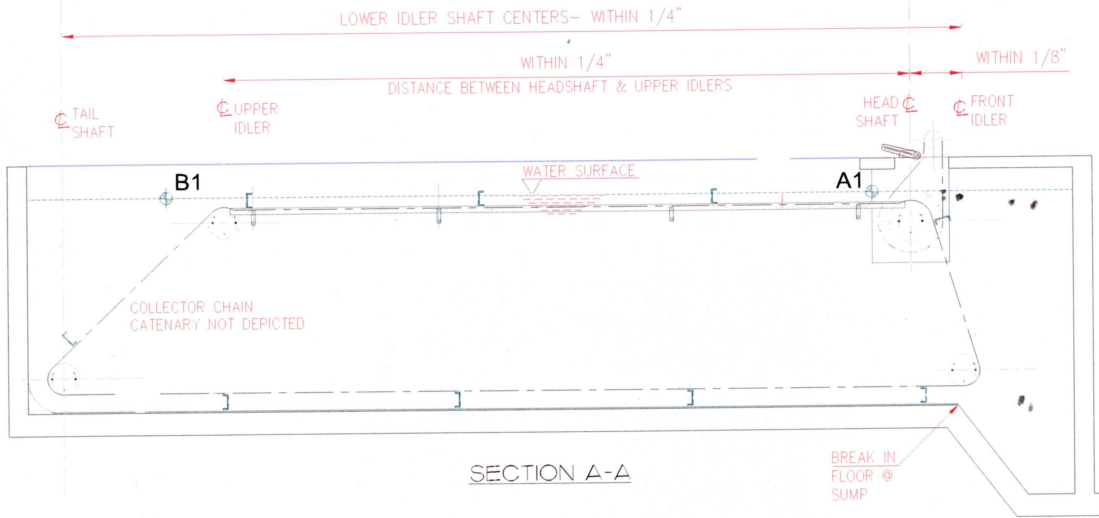 LOWER IDLER SHAFT CENTERS- WITHIN 1/4"
WITHIN 1/4"
DISTANCE BETWEEN HEADSHAFT & UPPER IDLERS
WITHIN 1/8"
℄ TAIL
SHAFT
℄ UPPER
IDLER
HEAD ℄
SHAFT
℄ FRONT
IDLER
B1
WATER SURFACE
A1
COLLECTOR CHAIN
CATENARY NOT DEPICTED
SECTION A-A
BREAK IN
FLOOR @
SUMP